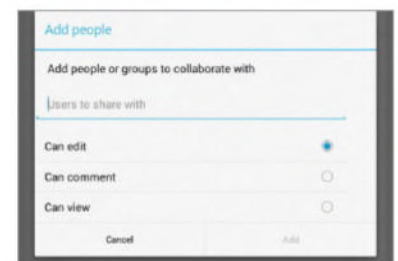 Add people
Add people or groups to collaborate with
Users to share with
Can edit
Can comment
Can view
Cancel
Add